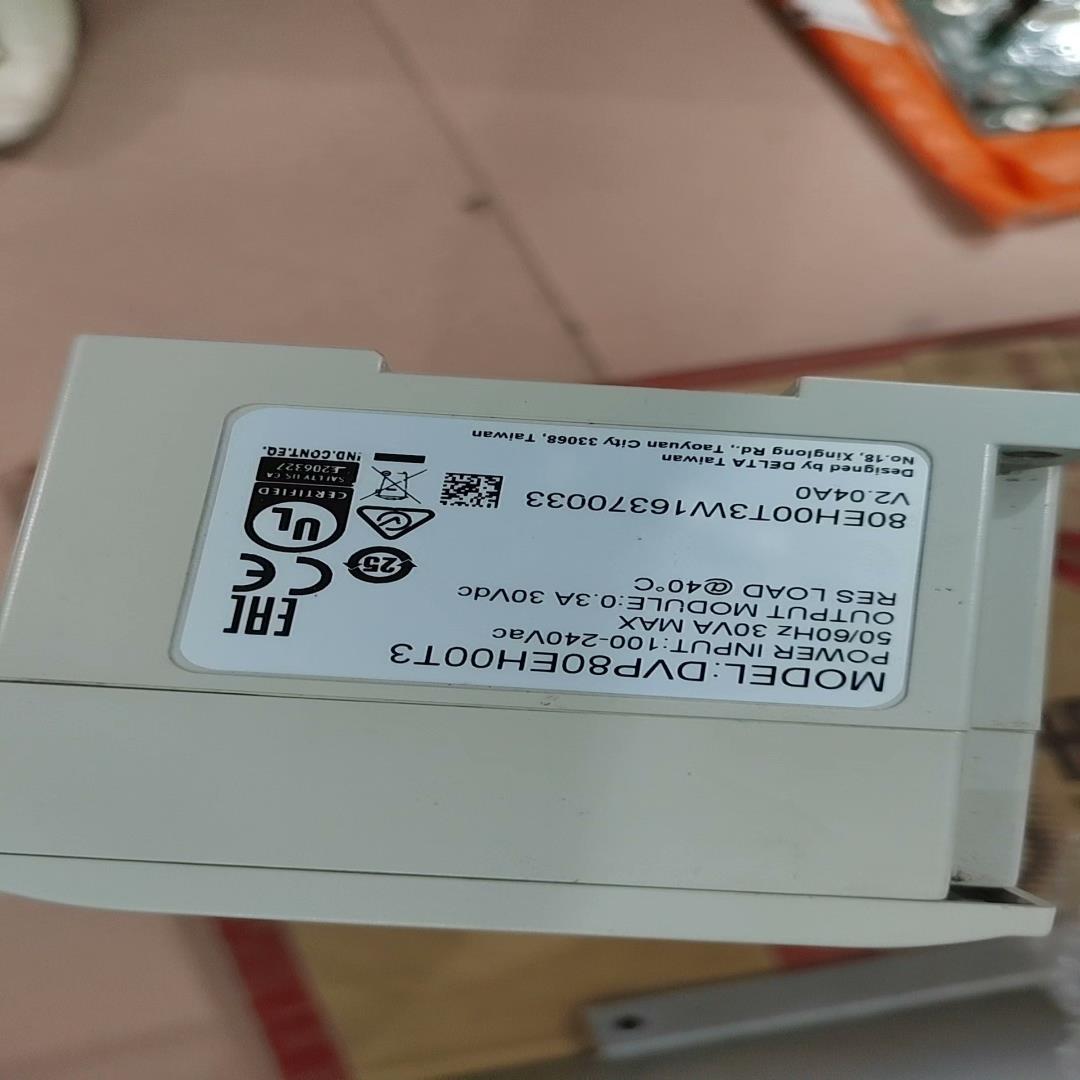 MODEL:DVP80EH00T3
POWER INPUT:100-240Vac
50/60Hz 30VA MAX
OUTPUT MODULE:0.3A 30Vdc
RES LOAD @40°C
80EH00T3W16370033
V2.04A0
Designed by DELTA Taiwan
No.18, Xinglong Rd., Taoyuan City 33068, Taiwan
EAC
CE
25
UL
CERTIFIED
SAFETY US CA
E206327
IND.CONT.EQ.